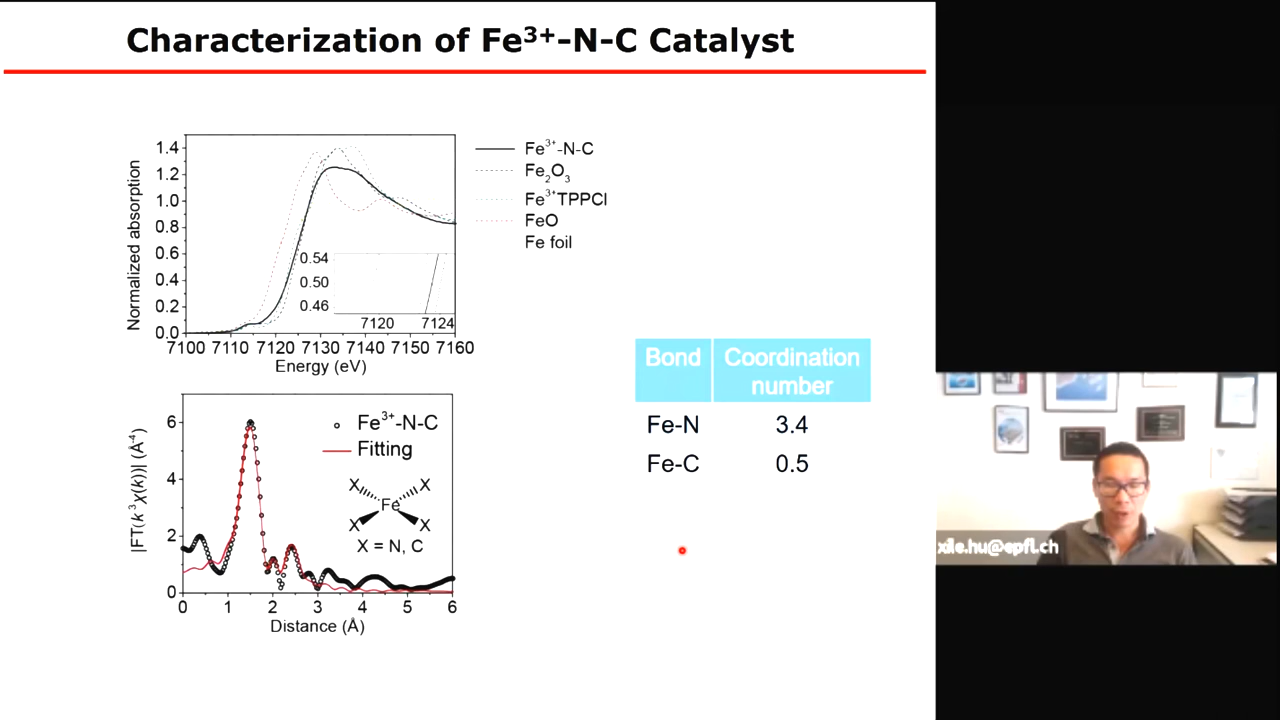 Characterization of Fe³⁺-N-C Catalyst
Normalized absorption
1.4
1.2
1.0
0.8
0.6
0.4
0.2
0.0
7100 7110 7120 7130 7140 7150 7160
Energy (eV)
0.54
0.50
0.46
7120 7124
Fe³⁺-N-C
Fe₂O₃
Fe³⁺TPPCl
FeO
Fe foil
|FT(k³χ(k))| (Å⁻⁴)
6
4
2
0
0 1 2 3 4 5 6
Distance (Å)
Fe³⁺-N-C
Fitting
X X
Fe
X X
X = N, C
Bond Coordination number
Fe-N 3.4
Fe-C 0.5
xile.hu@epfl.ch